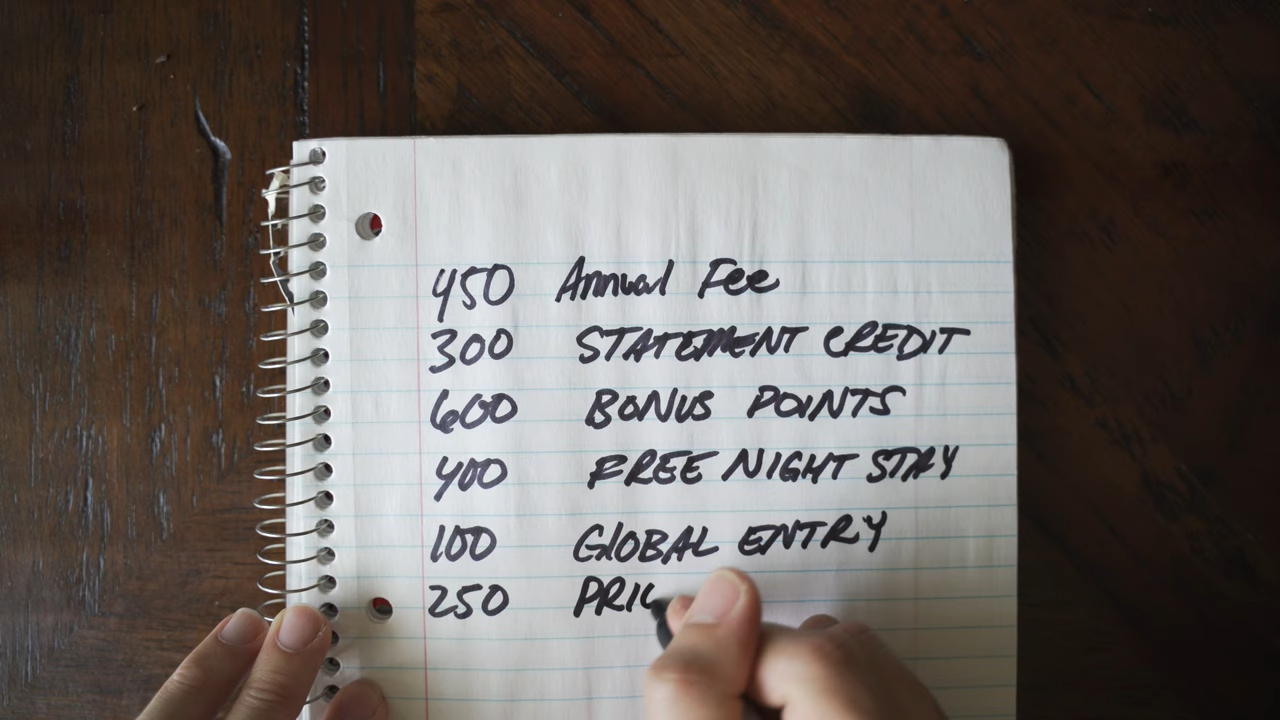 450 Annual Fee
300 STATEMENT CREDIT
600 BONUS POINTS
400 FREE NIGHT STAY
100 GLOBAL ENTRY
250